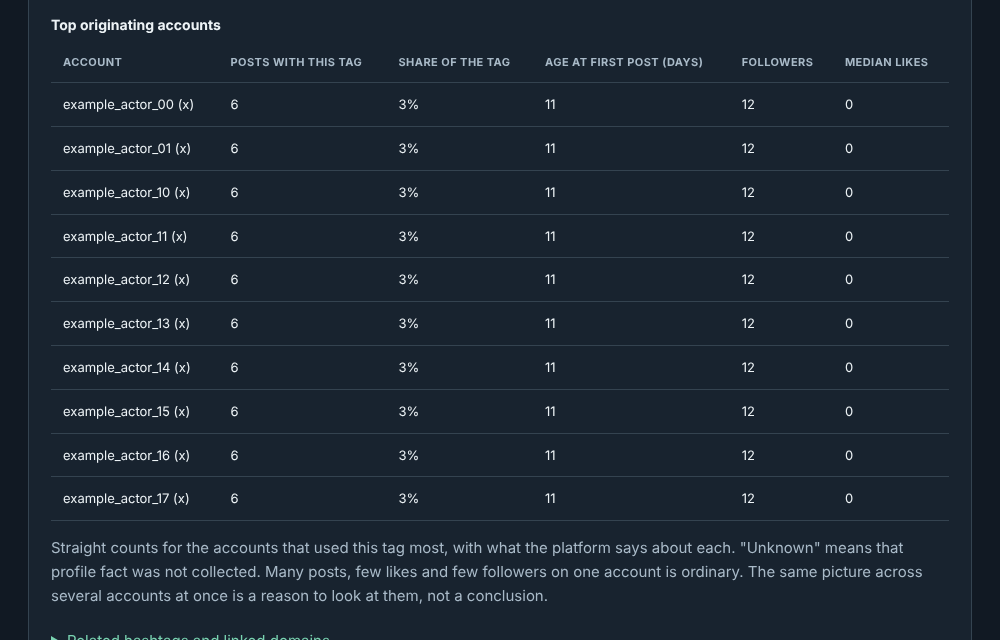 Top originating accounts
ACCOUNT POSTS WITH THIS TAG SHARE OF THE TAG AGE AT FIRST POST (DAYS) FOLLOWERS MEDIAN LIKES
example_actor_00 (x) 6 3% 11 12 0
example_actor_01 (x) 6 3% 11 12 0
example_actor_10 (x) 6 3% 11 12 0
example_actor_11 (x) 6 3% 11 12 0
example_actor_12 (x) 6 3% 11 12 0
example_actor_13 (x) 6 3% 11 12 0
example_actor_14 (x) 6 3% 11 12 0
example_actor_15 (x) 6 3% 11 12 0
example_actor_16 (x) 6 3% 11 12 0
example_actor_17 (x) 6 3% 11 12 0
Straight counts for the accounts that used this tag most, with what the platform says about each. "Unknown" means that
profile fact was not collected. Many posts, few likes and few followers on one account is ordinary. The same picture across
several accounts at once is a reason to look at them, not a conclusion.
Related hashtags and linked domains